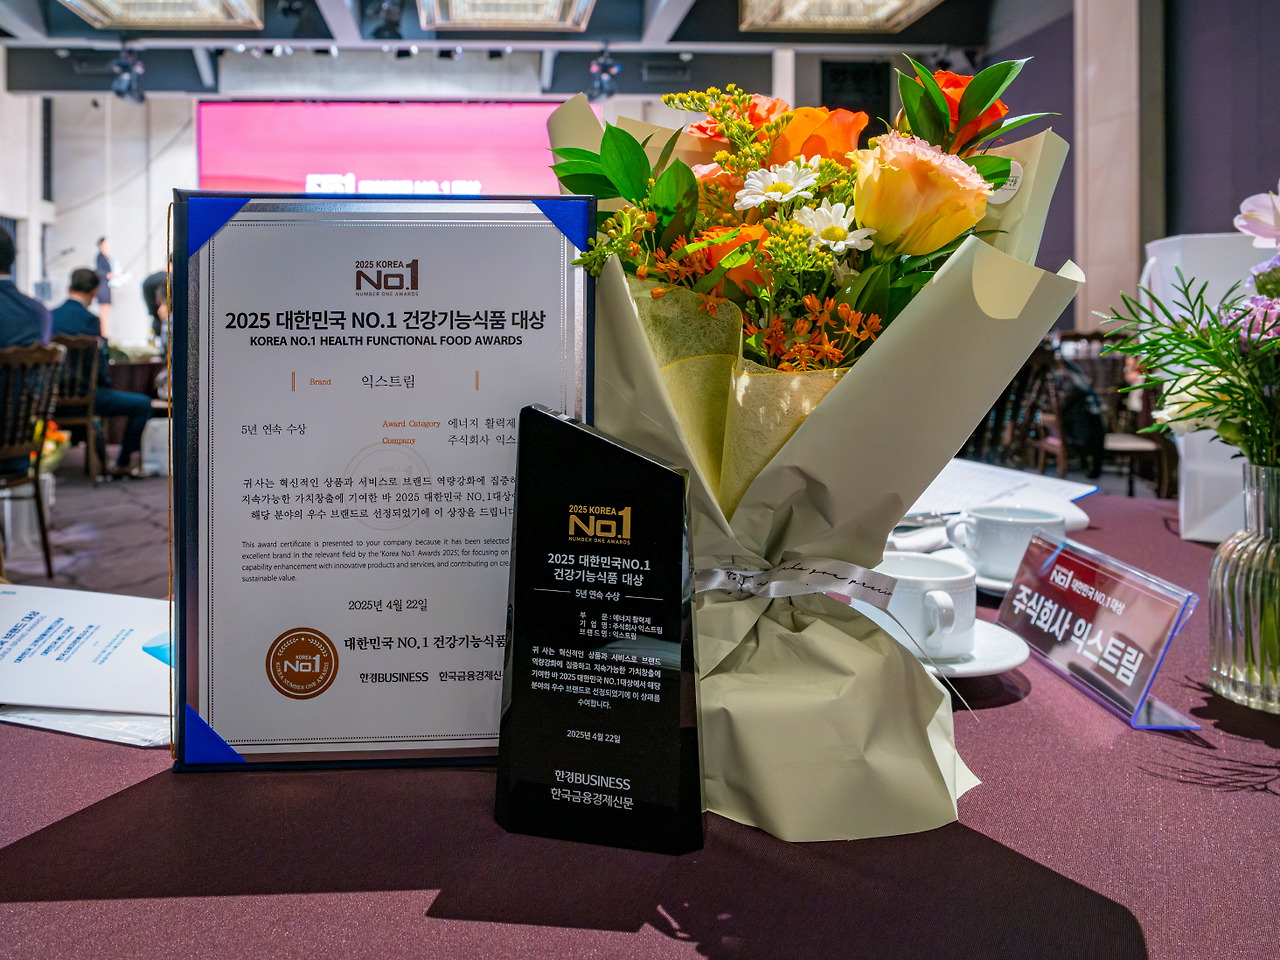 2025 KOREA
No.1
NUMBER ONE AWARDS
2025 대한민국 NO.1 건강기능식품 대상
KOREA NO.1 HEALTH FUNCTIONAL FOOD AWARDS
Brand 익스트림
5년 연속 수상
Award Category 에너지 활력제
Company 주식회사 익스
귀사는 혁신적인 상품과 서비스로 브랜드 역량강화에 집중하
지속가능한 가치창출에 기여한 바 2025 대한민국 NO.1대상
해당 분야의 우수 브랜드로 선정되었기에 이 상장을 드립니다
This award certificate is presented to your company because it has been selected
excellent brand in the relevant field by the 'Korea No.1 Awards 2025', for focusing on
capability enhancement with innovative products and services, and contributing on cre
sustainable value.
2025년 4월 22일
대한민국 NO.1 건강기능식품
한경BUSINESS 한국금융경제신
KOREA
No.1
KOREA NUMBER ONE AWARDS
2025 KOREA
No.1
NUMBER ONE AWARDS
2025 대한민국NO.1
건강기능식품 대상
5년 연속 수상
부 문 : 에너지 활력제
기 업 명 : 주식회사 익스트림
브랜드명 : 익스트림
귀 사는 혁신적인 상품과 서비스로 브랜드
역량강화에 집중하고 지속가능한 가치창출에
기여한 바 2025 대한민국 NO.1대상에서 해당
분야의 우수 브랜드로 선정되었기에 이 상패를
수여합니다.
2025년 4월 22일
한경BUSINESS
한국금융경제신문
No.1 대한민국 NO.1 대상
주식회사 익스트림